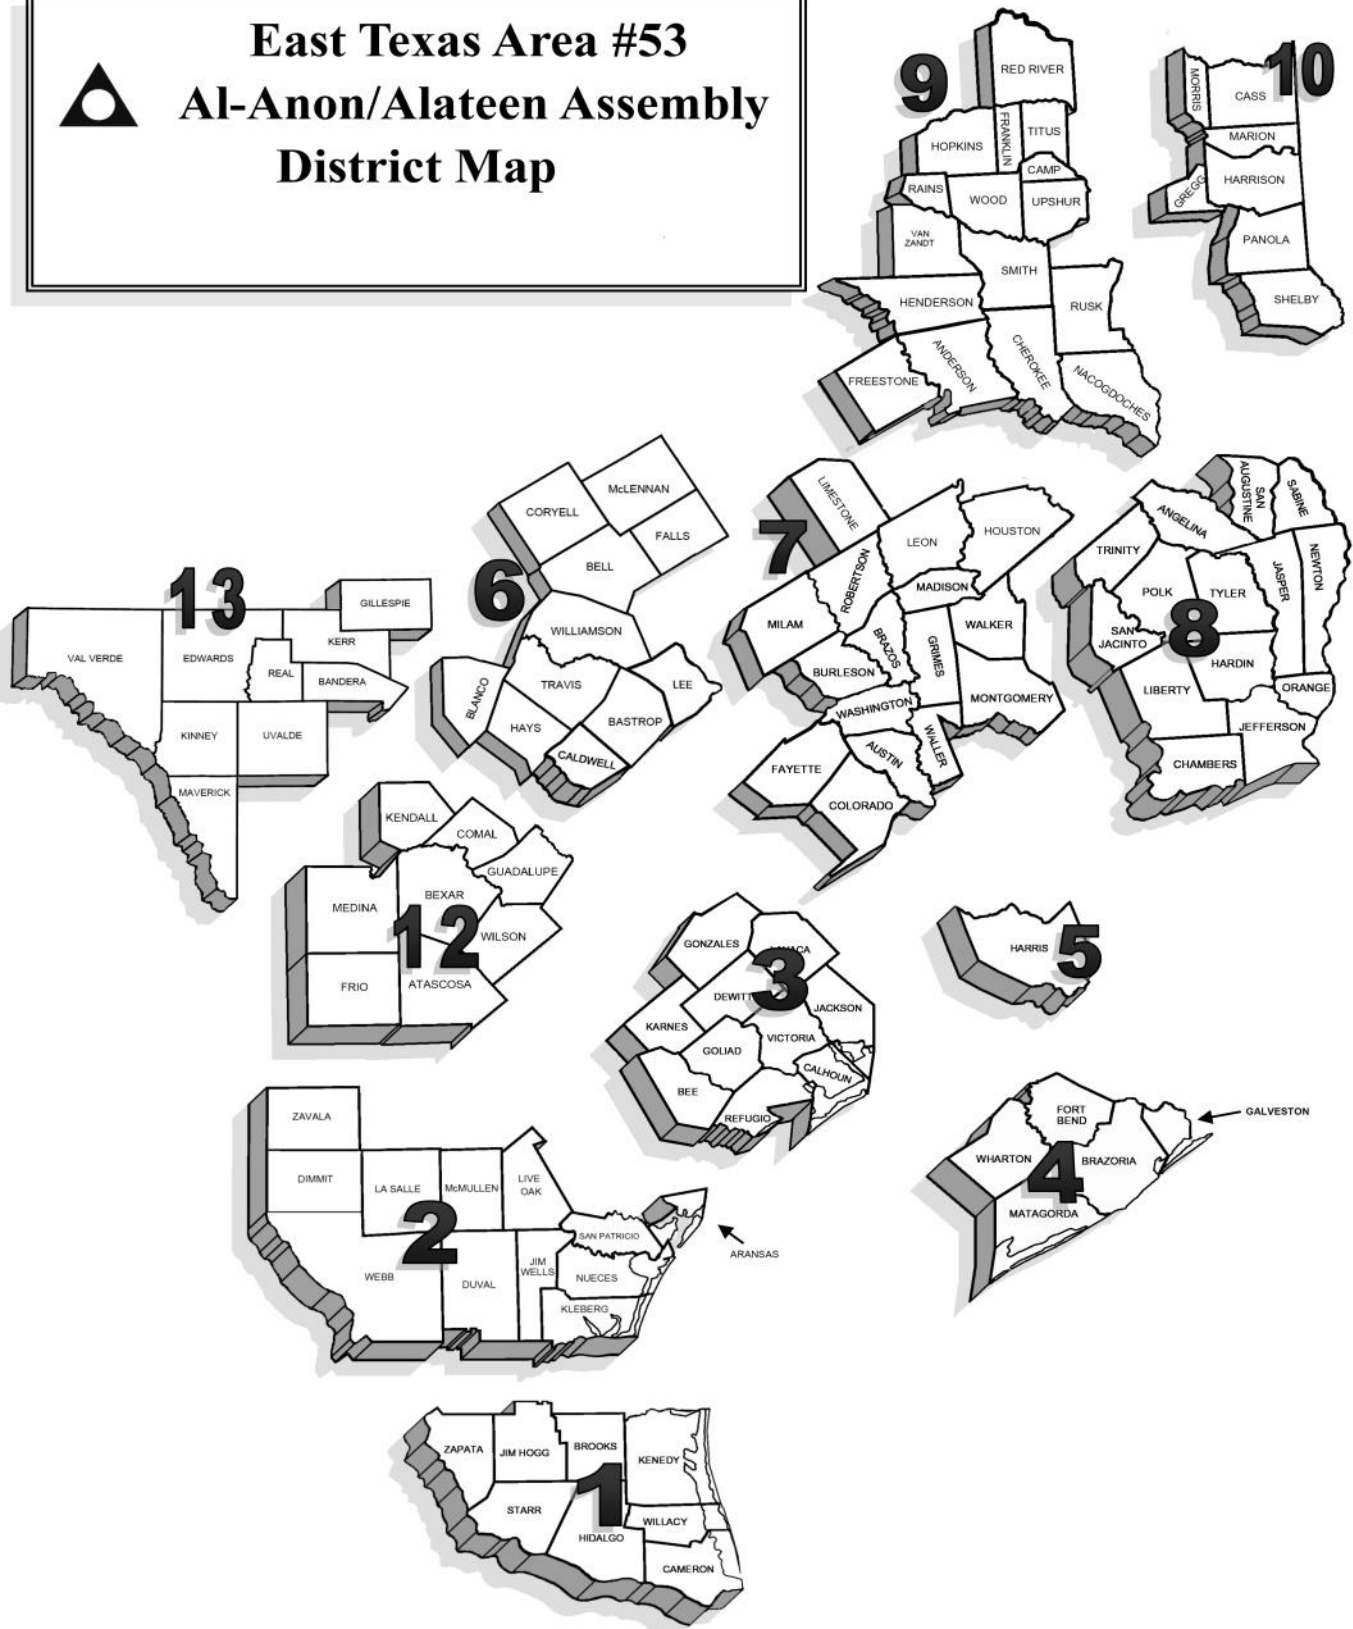 East Texas Area #53
Al-Anon/Alateen Assembly
District Map
9
RED RIVER
HOPKINS
FRANKLIN
TITUS
CAMP
RAINS
WOOD
UPSHUR
VAN
ZANDT
SMITH
HENDERSON
RUSK
FREESTONE
ANDERSON
CHEROKEE
NACOGDOCHES
10
MORRIS
CASS
MARION
HARRISON
GREGG
PANOLA
SHELBY
13
GILLESPIE
VAL VERDE
EDWARDS
KERR
REAL
BANDERA
KINNEY
UVALDE
MAVERICK
6
McLENNAN
CORYELL
FALLS
BELL
WILLIAMSON
BLANCO
TRAVIS
LEE
HAYS
BASTROP
CALDWELL
7
LIMESTONE
LEON
HOUSTON
ROBERTSON
MADISON
MILAM
BRAZOS
GRIMES
WALKER
BURLESON
WASHINGTON
MONTGOMERY
WALLER
AUSTIN
FAYETTE
COLORADO
8
SAN
AUGUSTINE
SABINE
ANGELINA
TRINITY
NEWTON
JASPER
POLK
TYLER
SAN
JACINTO
HARDIN
LIBERTY
ORANGE
JEFFERSON
CHAMBERS
12
KENDALL
COMAL
GUADALUPE
BEXAR
MEDINA
WILSON
FRIO
ATASCOSA
3
GONZALES
DEWITT
JACKSON
KARNES
VICTORIA
GOLIAD
CALHOUN
BEE
REFUGIO
5
HARRIS
4
FORT
BEND
GALVESTON
WHARTON
BRAZORIA
MATAGORDA
2
ZAVALA
DIMMIT
LA SALLE
McMULLEN
LIVE
OAK
SAN PATRICIO
ARANSAS
WEBB
DUVAL
JIM
WELLS
NUECES
KLEBERG
1
ZAPATA
JIM HOGG
BROOKS
KENEDY
STARR
HIDALGO
WILLACY
CAMERON